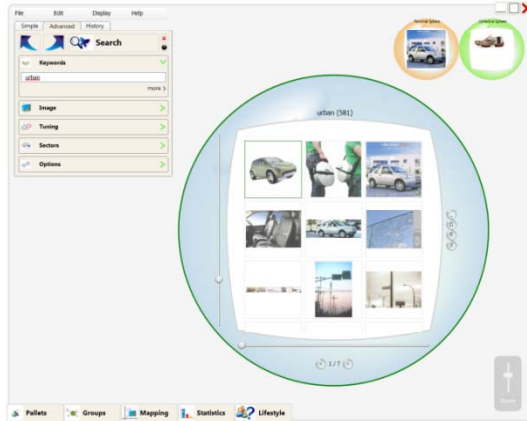 File Edit Display Help
Simple Advanced History
Search
Keywords
urban
more >
Image
Tuning
Sectors
Options
urban (581)
1 / 7
Zoom
Pallets Groups Mapping Statistics Lifestyle